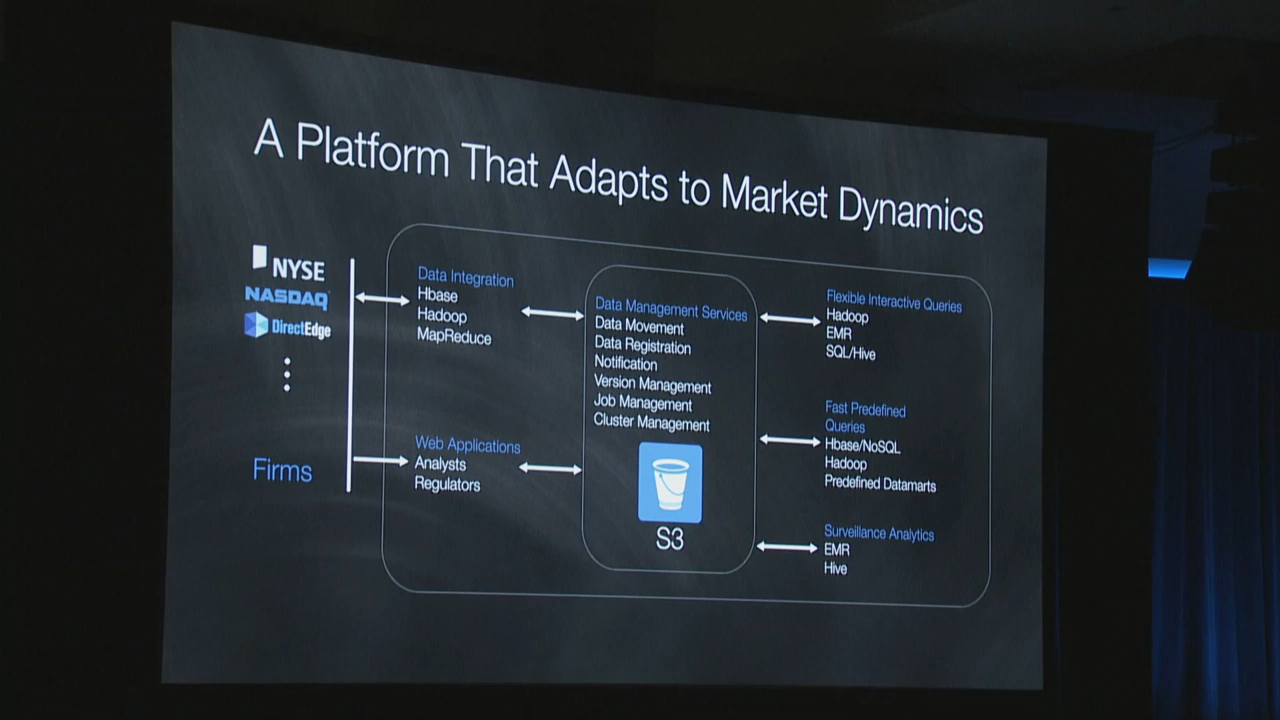 A Platform That Adapts to Market Dynamics
NYSE
NASDAQ
DirectEdge
Firms
Data Integration
Hbase
Hadoop
MapReduce
Web Applications
Analysts
Regulators
Data Management Services
Data Movement
Data Registration
Notification
Version Management
Job Management
Cluster Management
S3
Flexible Interactive Queries
Hadoop
EMR
SQL/Hive
Fast Predefined
Queries
Hbase/NoSQL
Hadoop
Predefined Datamarts
Surveillance Analytics
EMR
Hive